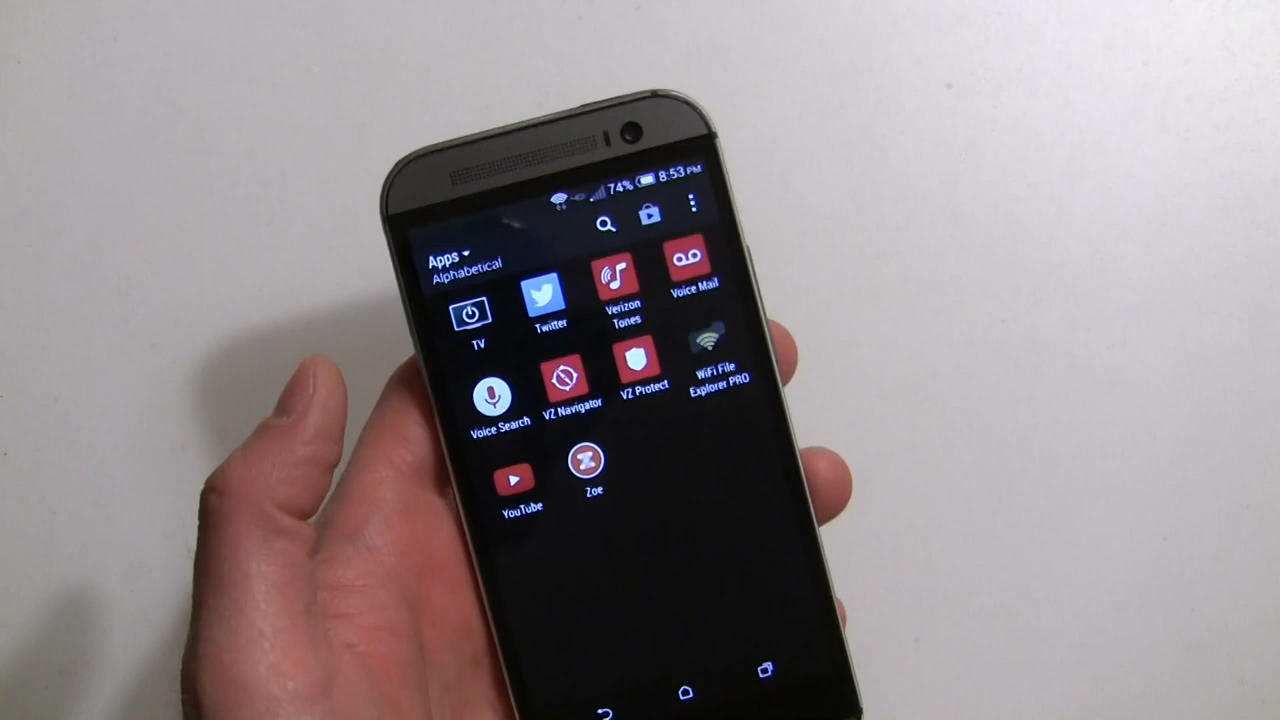 74% 8:53 PM
Apps
Alphabetical
TV
Twitter
Verizon
Tones
Voice Mail
Voice Search
VZ Navigator
VZ Protect
WiFi File
Explorer PRO
YouTube
Zoe